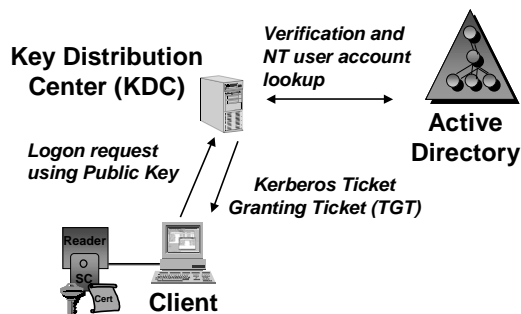 Verification and
NT user account
lookup
Key Distribution
Center (KDC)
Active
Directory
Logon request
using Public Key
Kerberos Ticket
Granting Ticket (TGT)
Reader
SC
Cert
Client